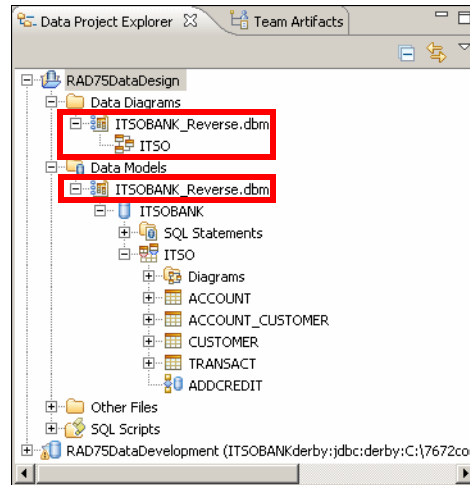 Data Project Explorer Team Artifacts
RAD75DataDesign
Data Diagrams
ITSOBANK_Reverse.dbm
ITSO
Data Models
ITSOBANK_Reverse.dbm
ITSOBANK
SQL Statements
ITSO
Diagrams
ACCOUNT
ACCOUNT_CUSTOMER
CUSTOMER
TRANSACT
ADDCREDIT
Other Files
SQL Scripts
RAD75DataDevelopment (ITSOBANKderby:jdbc:derby:C:\7672co